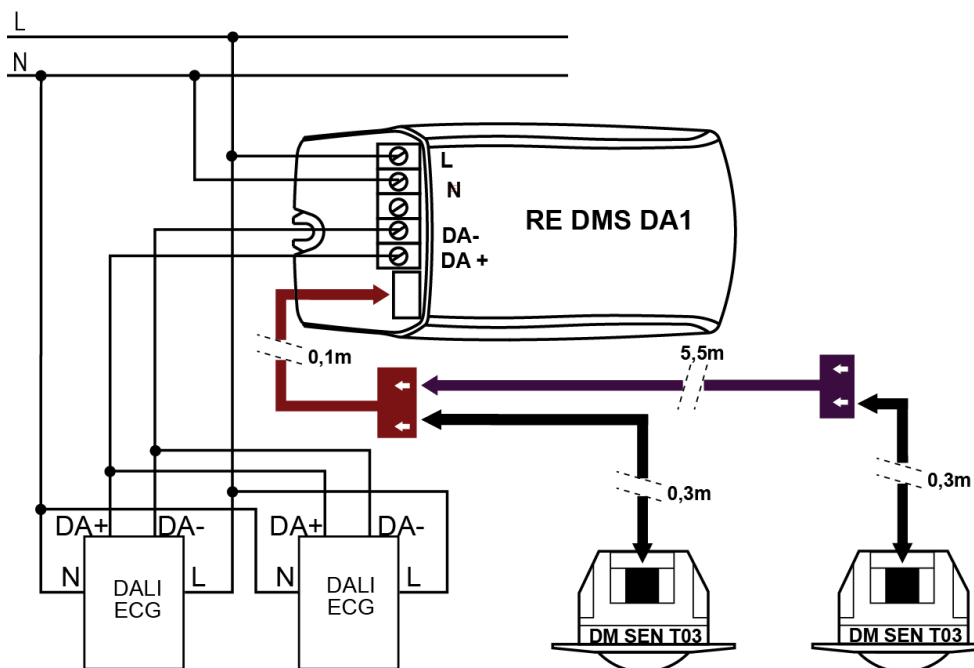 L
N
L
N
RE DMS DA1
DA-
DA +
0,1m
5,5m
0,3m
0,3m
DA+ DA- DA+ DA-
N DALI ECG L
N DALI ECG L
DM SEN T03
DM SEN T03